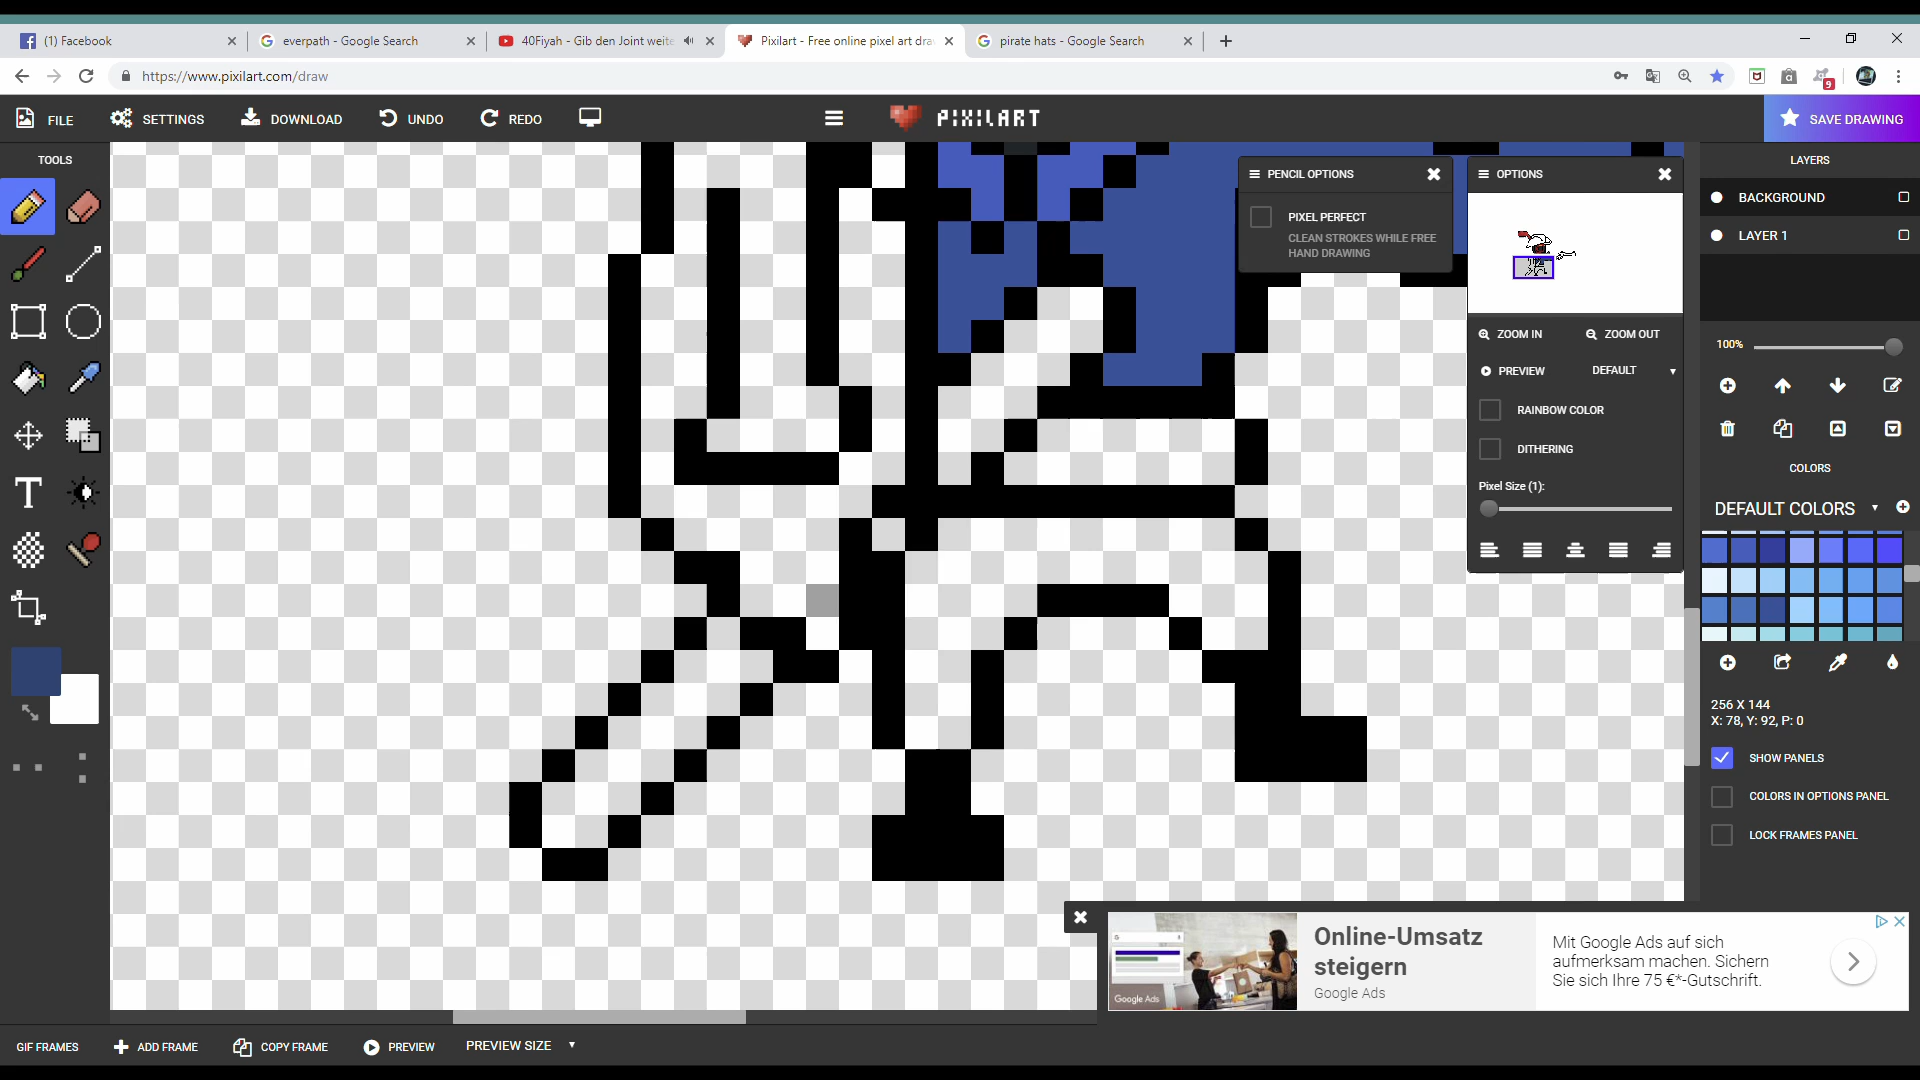 (1) Facebook
everpath - Google Search
40Fiyah - Gib den Joint weite
Pixilart - Free online pixel art dra
pirate hats - Google Search
https://www.pixilart.com/draw
9
FILE
SETTINGS
DOWNLOAD
UNDO
REDO
PIXILART
SAVE DRAWING
TOOLS
PENCIL OPTIONS
PIXEL PERFECT
CLEAN STROKES WHILE FREE
HAND DRAWING
OPTIONS
ZOOM IN
ZOOM OUT
PREVIEW
DEFAULT
RAINBOW COLOR
DITHERING
Pixel Size (1):
LAYERS
BACKGROUND
LAYER 1
100%
COLORS
DEFAULT COLORS
256 X 144
X: 78, Y: 92, P: 0
SHOW PANELS
COLORS IN OPTIONS PANEL
LOCK FRAMES PANEL
Google Ads
Online-Umsatz
steigern
Google Ads
Mit Google Ads auf sich
aufmerksam machen. Sichern
Sie sich Ihre 75 €*-Gutschrift.
GIF FRAMES
ADD FRAME
COPY FRAME
PREVIEW
PREVIEW SIZE